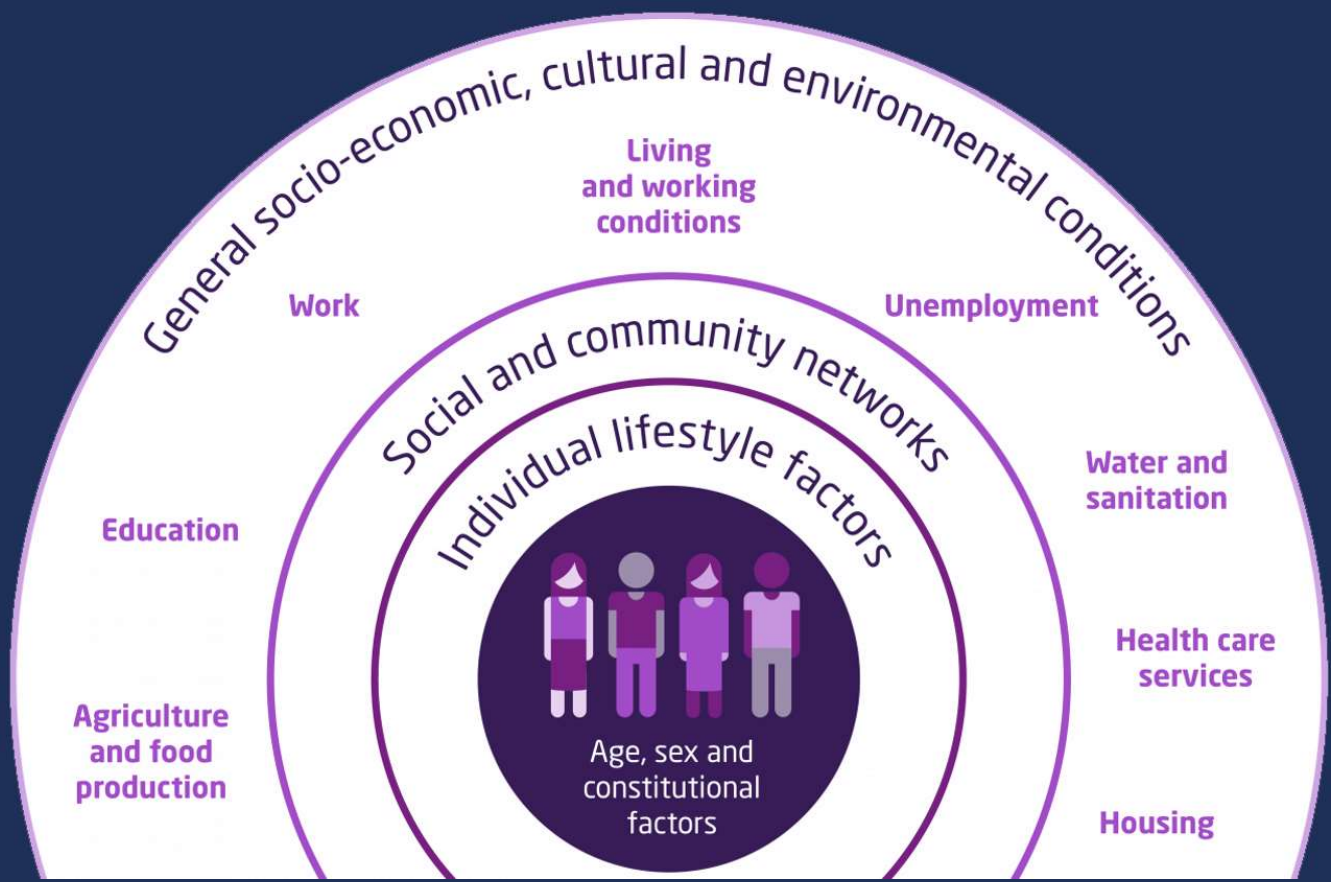 General socio-economic, cultural and environmental conditions
Living
and working
conditions
Work
Unemployment
Social and community networks
Individual lifestyle factors
Education
Water and
sanitation
Health care
services
Agriculture
and food
production
Age, sex and
constitutional
factors
Housing